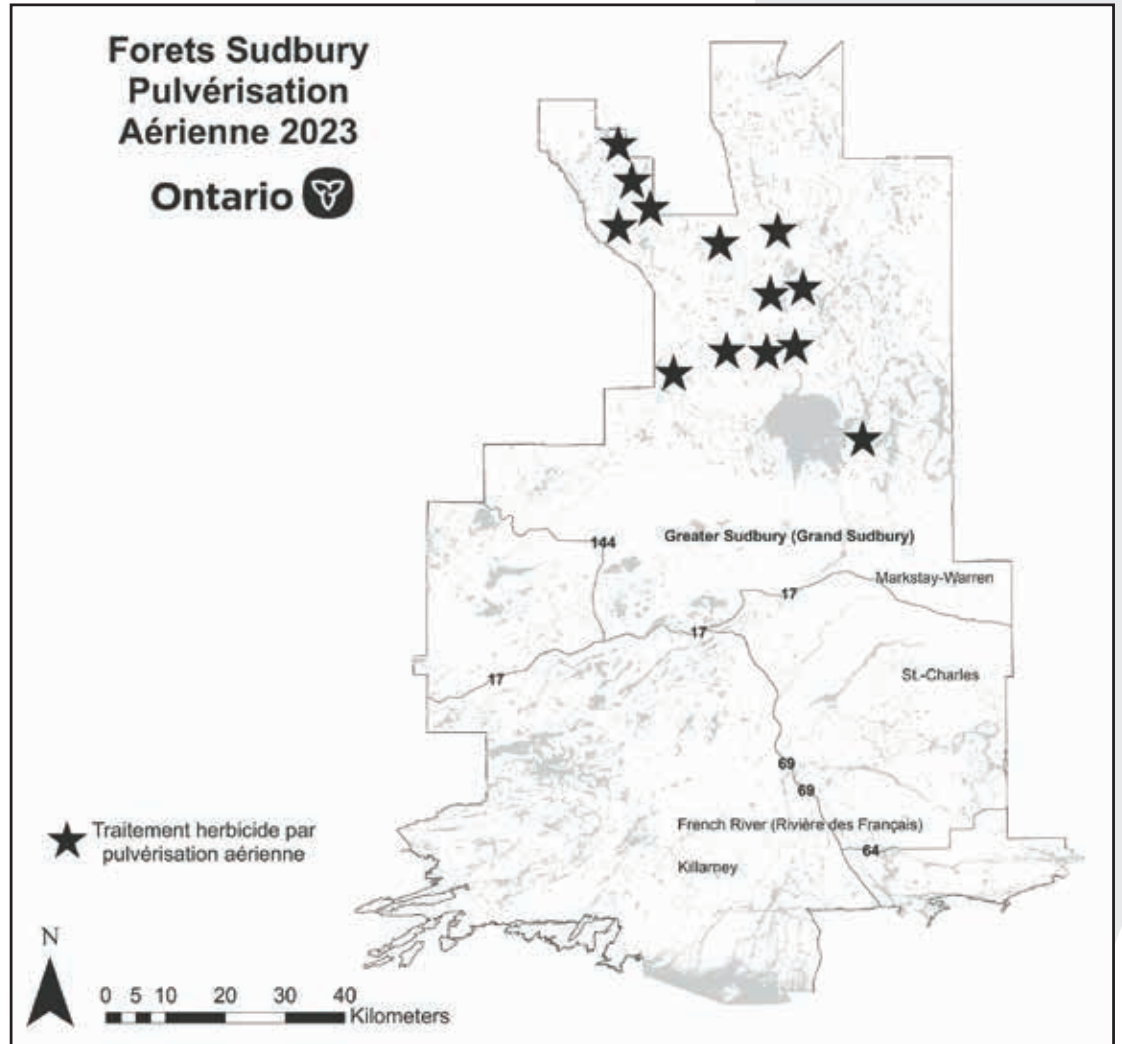 Forets Sudbury
Pulvérisation
Aérienne 2023
Ontario
144
Greater Sudbury (Grand Sudbury)
Markstay-Warren
17
17
St.-Charles
17
69
69
French River (Rivière des Français)
64
Killarney
Traitement herbicide par
pulvérisation aérienne
N
0 5 10 20 30 40
Kilometers